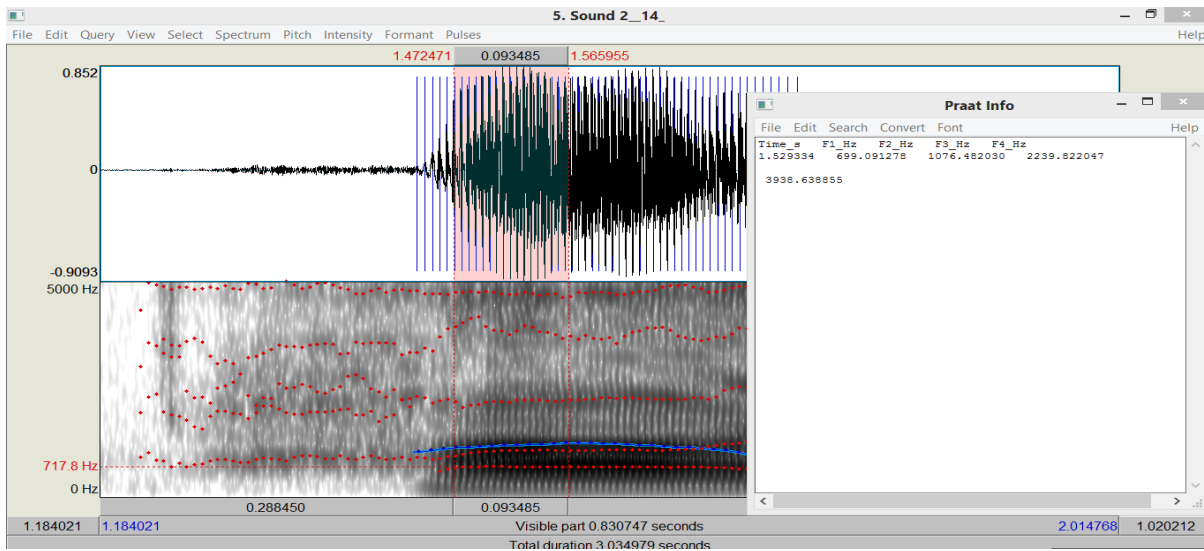 5. Sound 2__14_
File Edit Query View Select Spectrum Pitch Intensity Formant Pulses Help
1.472471 0.093485 1.565955
0.852
0
-0.9093
5000 Hz
717.8 Hz
0 Hz
0.288450 0.093485
1.184021 1.184021 Visible part 0.830747 seconds 2.014768 1.020212
Total duration 3.034979 seconds
Praat Info
File Edit Search Convert Font Help
Time_s F1_Hz F2_Hz F3_Hz F4_Hz
1.529334 699.091278 1076.482030 2239.822047
3938.638855